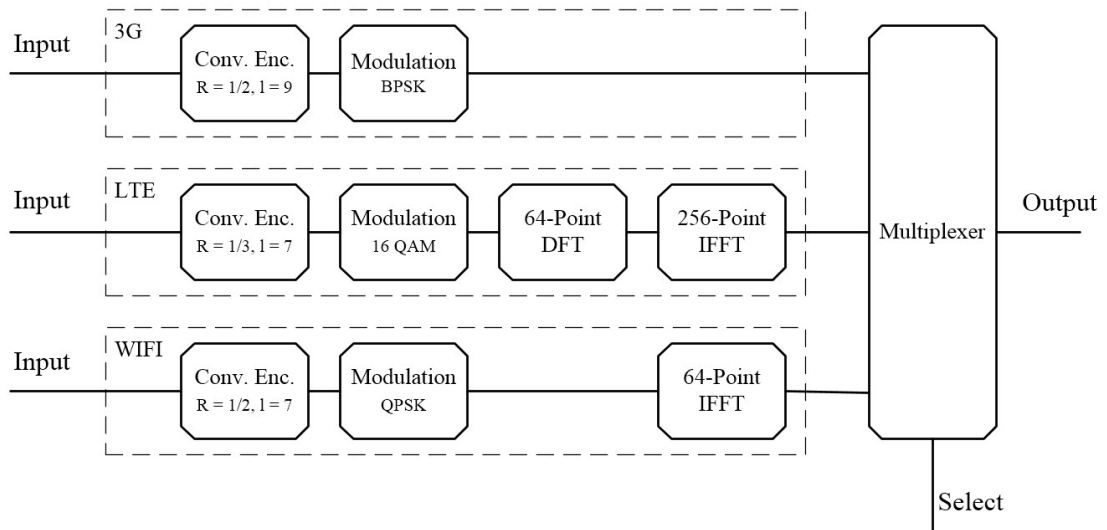 3G
Input
Conv. Enc.
R = 1/2, l = 9
Modulation
BPSK
LTE
Input
Conv. Enc.
R = 1/3, l = 7
Modulation
16 QAM
64-Point
DFT
256-Point
IFFT
Multiplexer
Output
WIFI
Input
Conv. Enc.
R = 1/2, l = 7
Modulation
QPSK
64-Point
IFFT
Select